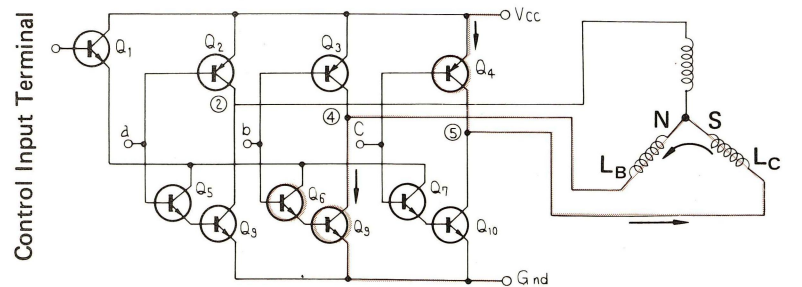 Control Input Terminal
Q1
Q2
Q3
Q4
Vcc
②
④
⑤
a
b
C
Q5
Q9
Q6
Q9
Q7
Q10
Gnd
N
S
LB
LC